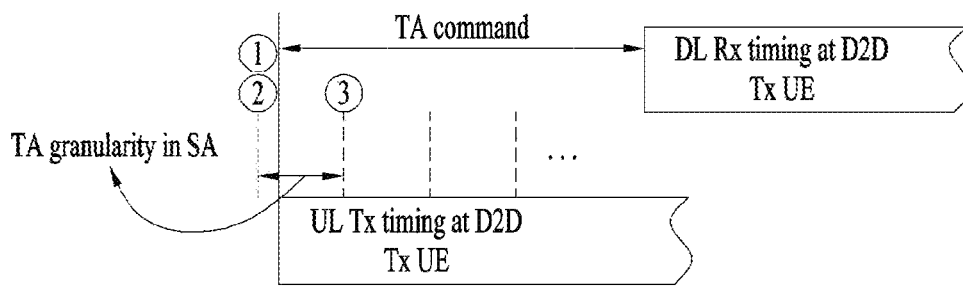 TA command
①
DL Rx timing at D2D
Tx UE
②
③
TA granularity in SA
...
UL Tx timing at D2D
Tx UE